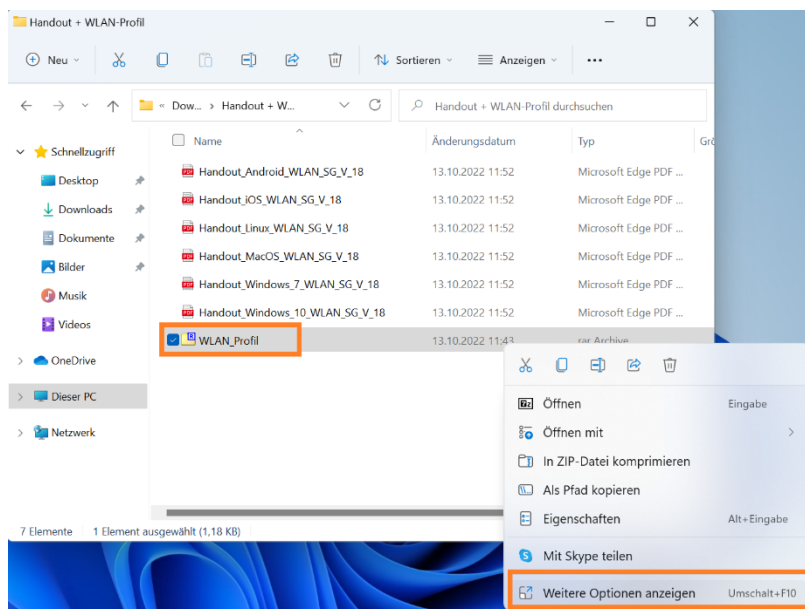 Handout + WLAN-Profil
Neu
Sortieren
Anzeigen
« Dow... > Handout + W...
Handout + WLAN-Profil durchsuchen
Name Änderungsdatum Typ Grö
Schnellzugriff
Desktop
Downloads
Dokumente
Bilder
Musik
Videos
OneDrive
Dieser PC
Netzwerk
Handout_Android_WLAN_SG_V_18 13.10.2022 11:52 Microsoft Edge PDF ...
Handout_iOS_WLAN_SG_V_18 13.10.2022 11:52 Microsoft Edge PDF ...
Handout_Linux_WLAN_SG_V_18 13.10.2022 11:52 Microsoft Edge PDF ...
Handout_MacOS_WLAN_SG_V_18 13.10.2022 11:52 Microsoft Edge PDF ...
Handout_Windows_7_WLAN_SG_V_18 13.10.2022 11:52 Microsoft Edge PDF ...
Handout_Windows_10_WLAN_SG_V_18 13.10.2022 11:52 Microsoft Edge PDF ...
WLAN_Profil 13.10.2022 11:43 rar Archive
Öffnen Eingabe
Öffnen mit
In ZIP-Datei komprimieren
Als Pfad kopieren
Eigenschaften Alt+Eingabe
Mit Skype teilen
Weitere Optionen anzeigen Umschalt+F10
7 Elemente 1 Element ausgewählt (1,18 KB)